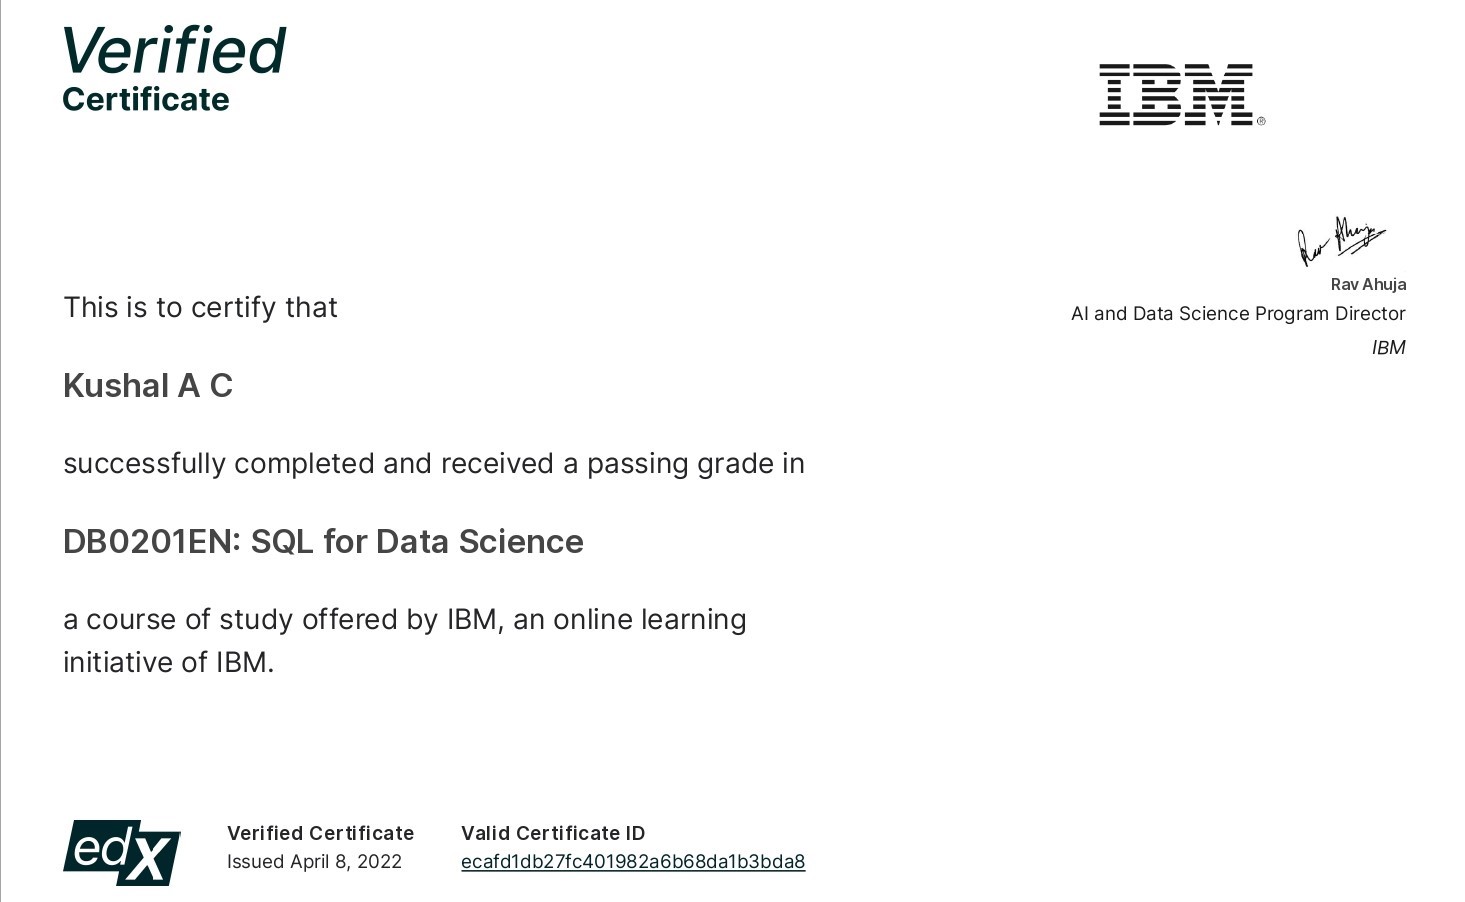 Verified
Certificate
IBM®
Rav Ahuja
Rav Ahuja
AI and Data Science Program Director
IBM
This is to certify that
Kushal A C
successfully completed and received a passing grade in
DB0201EN: SQL for Data Science
a course of study offered by IBM, an online learning
initiative of IBM.
edX
Verified Certificate
Issued April 8, 2022
Valid Certificate ID
ecafd1db27fc401982a6b68da1b3bda8